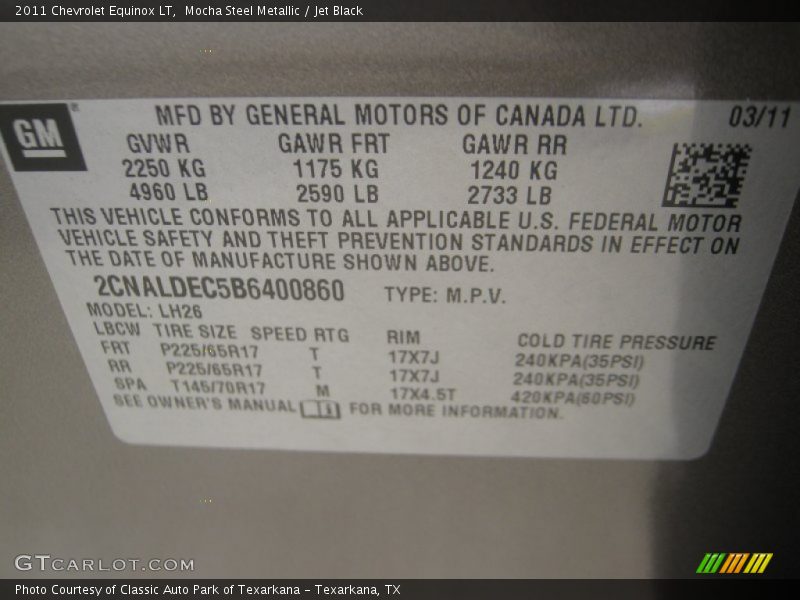 2011 Chevrolet Equinox LT, Mocha Steel Metallic / Jet Black
GM
MFD BY GENERAL MOTORS OF CANADA LTD. 03/11
GVWR GAWR FRT GAWR RR
2250 KG 1175 KG 1240 KG
4960 LB 2590 LB 2733 LB
THIS VEHICLE CONFORMS TO ALL APPLICABLE U.S. FEDERAL MOTOR
VEHICLE SAFETY AND THEFT PREVENTION STANDARDS IN EFFECT ON
THE DATE OF MANUFACTURE SHOWN ABOVE.
2CNALDEC5B6400860 TYPE: M.P.V.
MODEL: LH26
LBCW TIRE SIZE SPEED RTG RIM COLD TIRE PRESSURE
FRT P225/65R17 T 17X7J 240KPA(35PSI)
RR P225/65R17 T 17X7J 240KPA(35PSI)
SPA T145/70R17 M 17X4.5T 420KPA(60PSI)
SEE OWNER'S MANUAL FOR MORE INFORMATION.
GTCARLOT.COM
Photo Courtesy of Classic Auto Park of Texarkana - Texarkana, TX